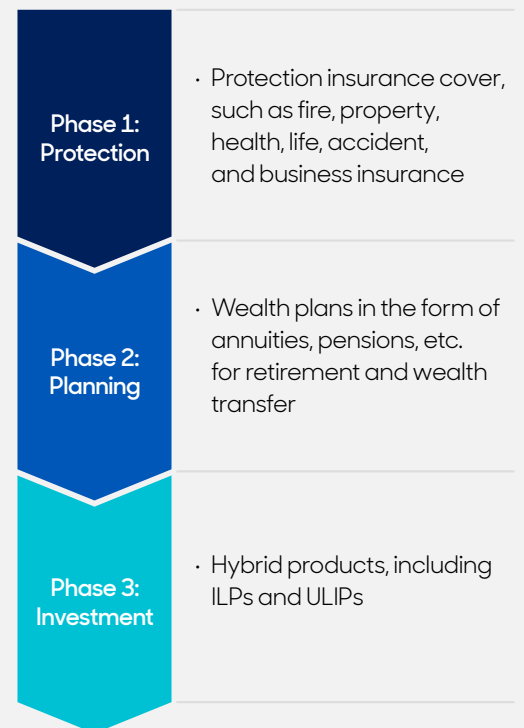 Phase 1:
Protection
· Protection insurance cover,
such as fire, property,
health, life, accident,
and business insurance
Phase 2:
Planning
· Wealth plans in the form of
annuities, pensions, etc.
for retirement and wealth
transfer
Phase 3:
Investment
· Hybrid products, including
ILPs and ULIPs